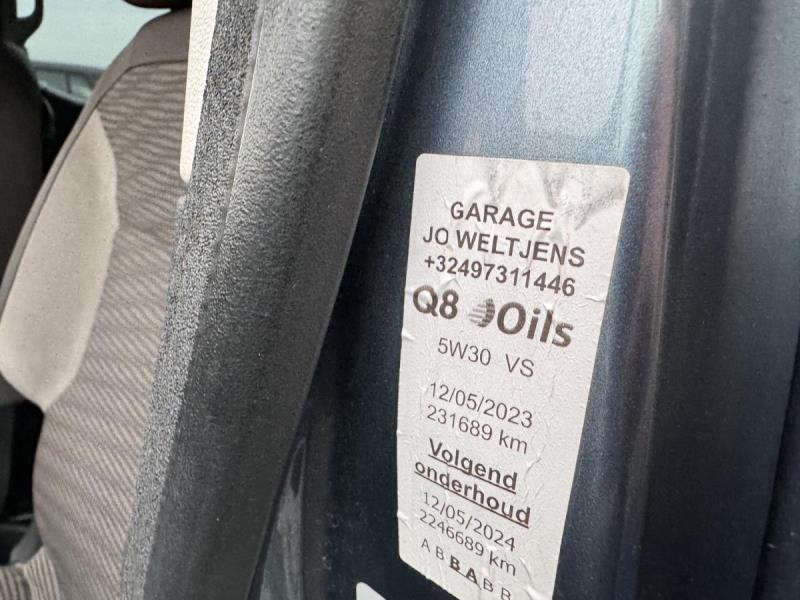 GARAGE
JO WELTJENS
+32497311446
Q8 Oils
5W30 VS
12/05/2023
231689 km
Volgend
onderhoud
12/05/2024
2246689 km
A B B A B B